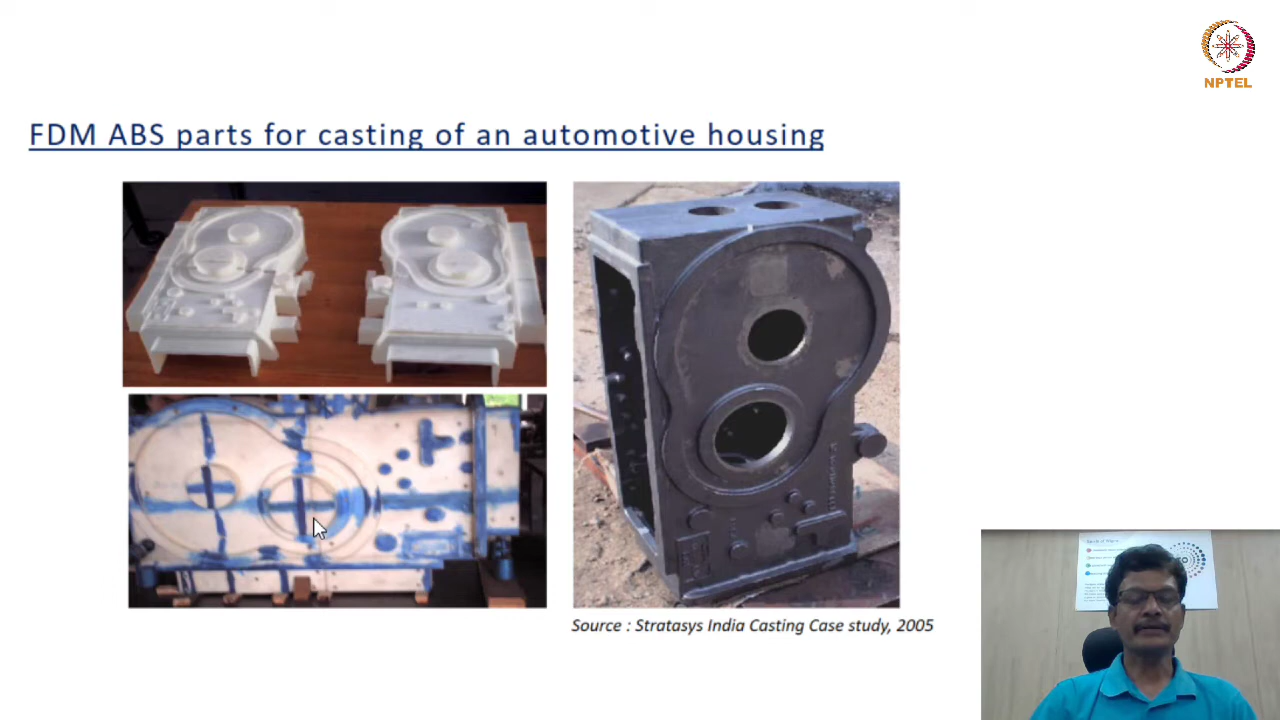 NPTEL
FDM ABS parts for casting of an automotive housing
Source : Stratasys India Casting Case study, 2005